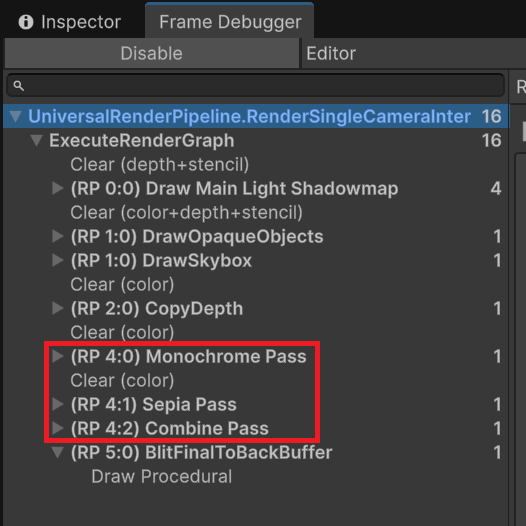 Inspector Frame Debugger
Disable Editor
R
UniversalRenderPipeline.RenderSingleCameraInter 16
ExecuteRenderGraph 16
Clear (depth+stencil)
(RP 0:0) Draw Main Light Shadowmap 4
Clear (color+depth+stencil)
(RP 1:0) DrawOpaqueObjects 1
(RP 1:0) DrawSkybox 1
Clear (color)
(RP 2:0) CopyDepth 1
Clear (color)
(RP 4:0) Monochrome Pass 1
Clear (color)
(RP 4:1) Sepia Pass 1
(RP 4:2) Combine Pass 1
(RP 5:0) BlitFinalToBackBuffer 1
Draw Procedural